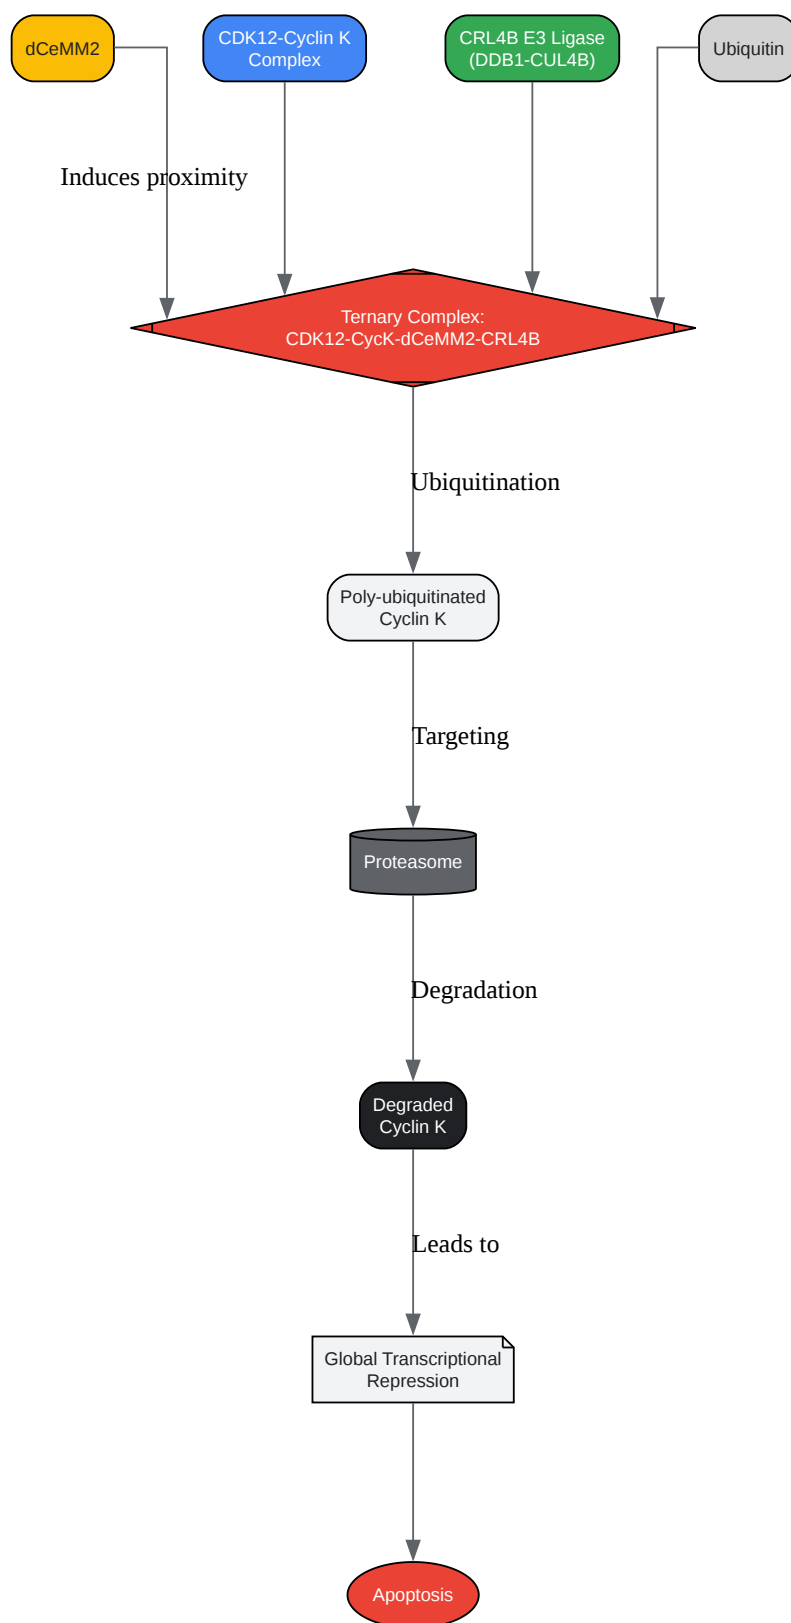 dCeMM2
CDK12-Cyclin K
Complex
CRL4B E3 Ligase
(DDB1-CUL4B)
Ubiquitin
Induces proximity
Ternary Complex:
CDK12-CycK-dCeMM2-CRL4B
Ubiquitination
Poly-ubiquitinated
Cyclin K
Targeting
Proteasome
Degradation
Degraded
Cyclin K
Leads to
Global Transcriptional
Repression
Apoptosis